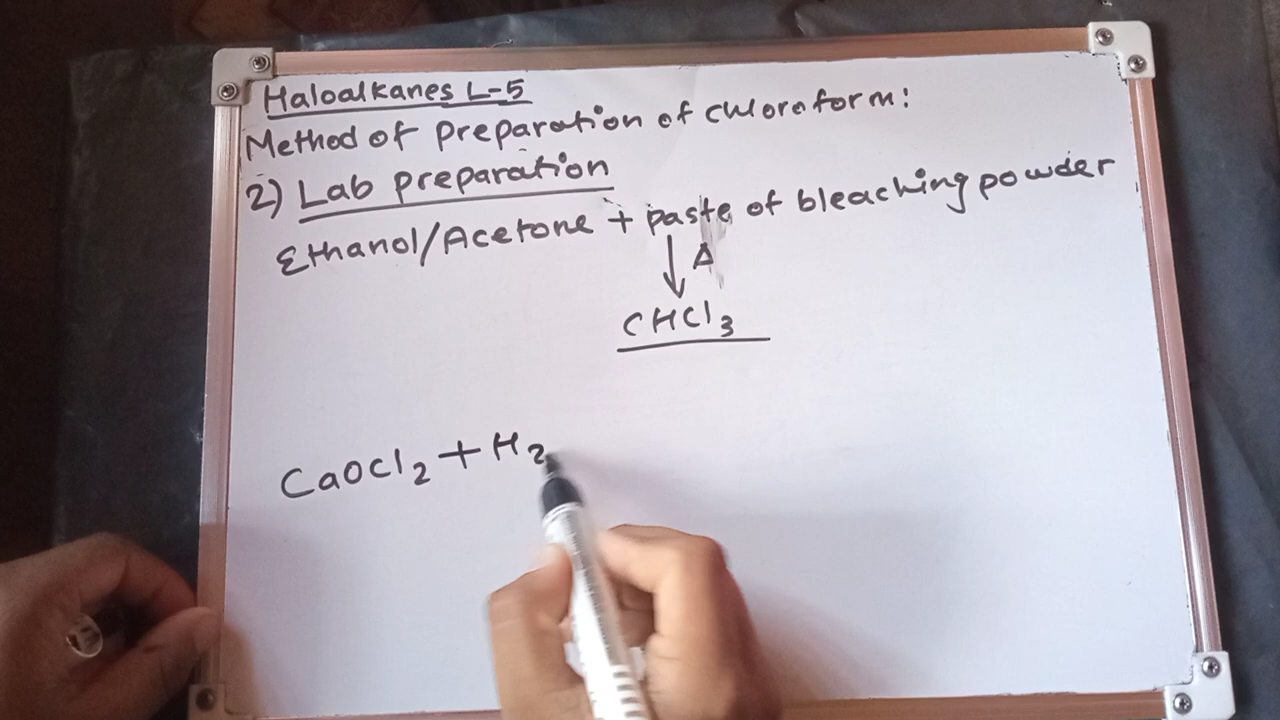 Haloalkanes L-5
Method of preparation of chloroform:
2) Lab preparation
Ethanol/Acetone + paste of bleaching powder
↓ Δ
CHCl₃
CaOCl₂ + H₂